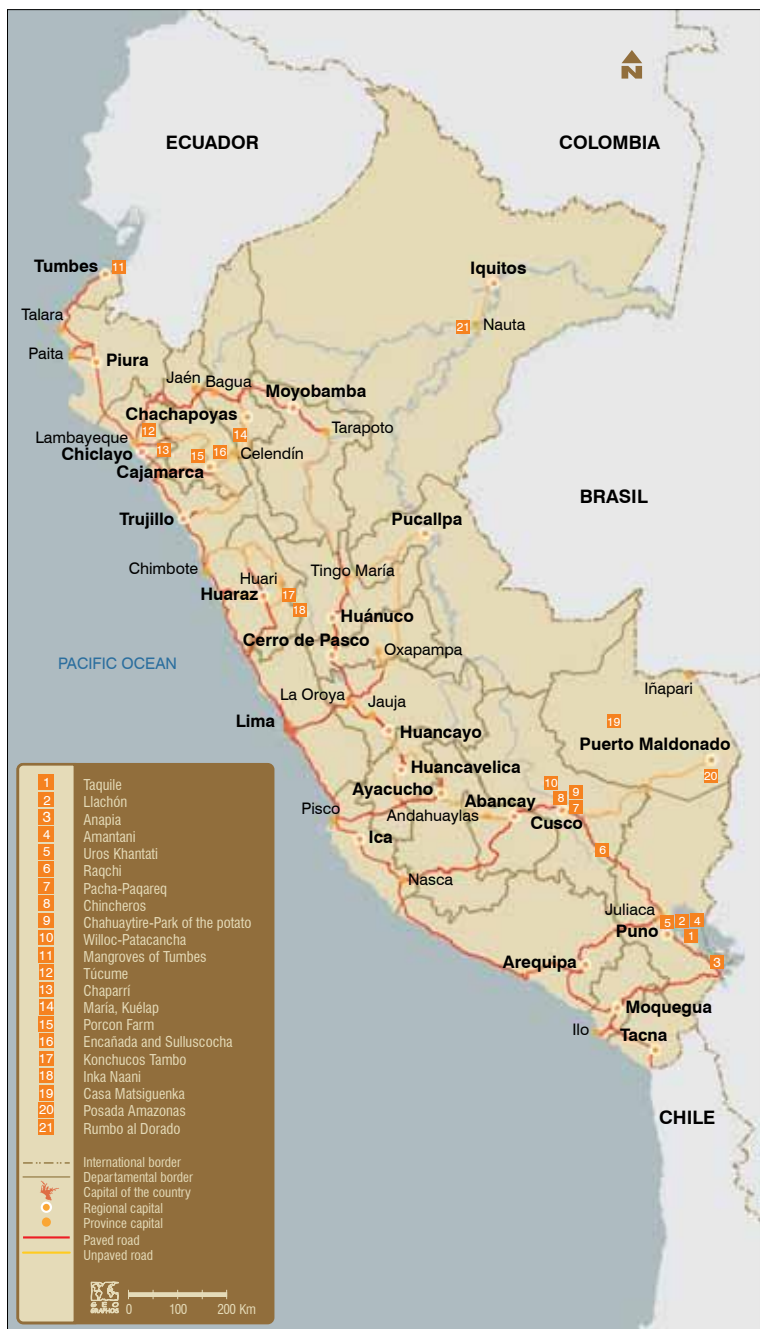 N
ECUADOR
COLOMBIA
Tumbes
11
Iquitos
21
Nauta
Talara
Paita
Piura
Jaén
Bagua
Moyobamba
Chachapoyas
12
14
Tarapoto
Lambayeque
13
15
16
Celendín
Chiclayo
Cajamarca
BRASIL
Trujillo
Pucallpa
Chimbote
Huari
Tingo María
Huaraz
17
18
Huánuco
Cerro de Pasco
Oxapampa
PACIFIC OCEAN
Iñapari
La Oroya
Jauja
19
Lima
Huancayo
Puerto Maldonado
Huancavelica
20
10
9
Ayacucho
Abancay
8
7
Pisco
Andahuaylas
Cusco
Ica
6
Nasca
Juliaca
5
2
4
Puno
1
Arequipa
3
Moquegua
Ilo
Tacna
CHILE
1 Taquile
2 Llachón
3 Anapia
4 Amantani
5 Uros Khantati
6 Raqchi
7 Pacha-Paqareq
8 Chincheros
9 Chahuaytire-Park of the potato
10 Willoc-Patacancha
11 Mangroves of Tumbes
12 Túcume
13 Chaparrí
14 María, Kuélap
15 Porcon Farm
16 Encañada and Sulluscocha
17 Konchucos Tambo
18 Inka Naani
19 Casa Matsiguenka
20 Posada Amazonas
21 Rumbo al Dorado
International border
Departamental border
Capital of the country
Regional capital
Province capital
Paved road
Unpaved road
GEO
GRAPHOS
0 100 200 Km